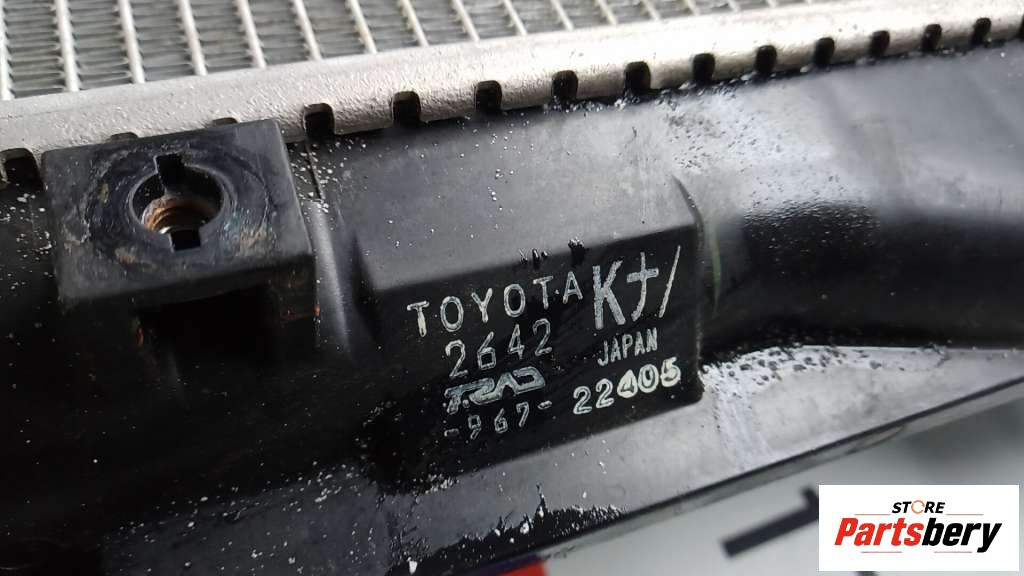 TOYOTA Kナ/
2642
JAPAN
T.RAD
-967- 22405
STORE
Partsbery